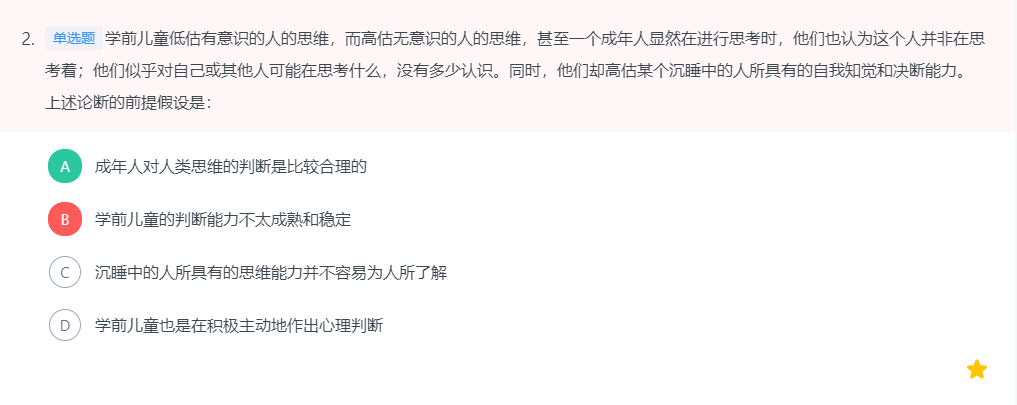 2. 单选题 学前儿童低估有意识的人的思维，而高估无意识的人的思维，甚至一个成年人显然在进行思考时，他们也认为这个人并非在思
考着；他们似乎对自己或其他人可能在思考什么，没有多少认识。同时，他们却高估某个沉睡中的人所具有的自我知觉和决断能力。
上述论断的前提假设是：
A 成年人对人类思维的判断是比较合理的
B 学前儿童的判断能力不太成熟和稳定
C 沉睡中的人所具有的思维能力并不容易为人所了解
D 学前儿童也是在积极主动地作出心理判断